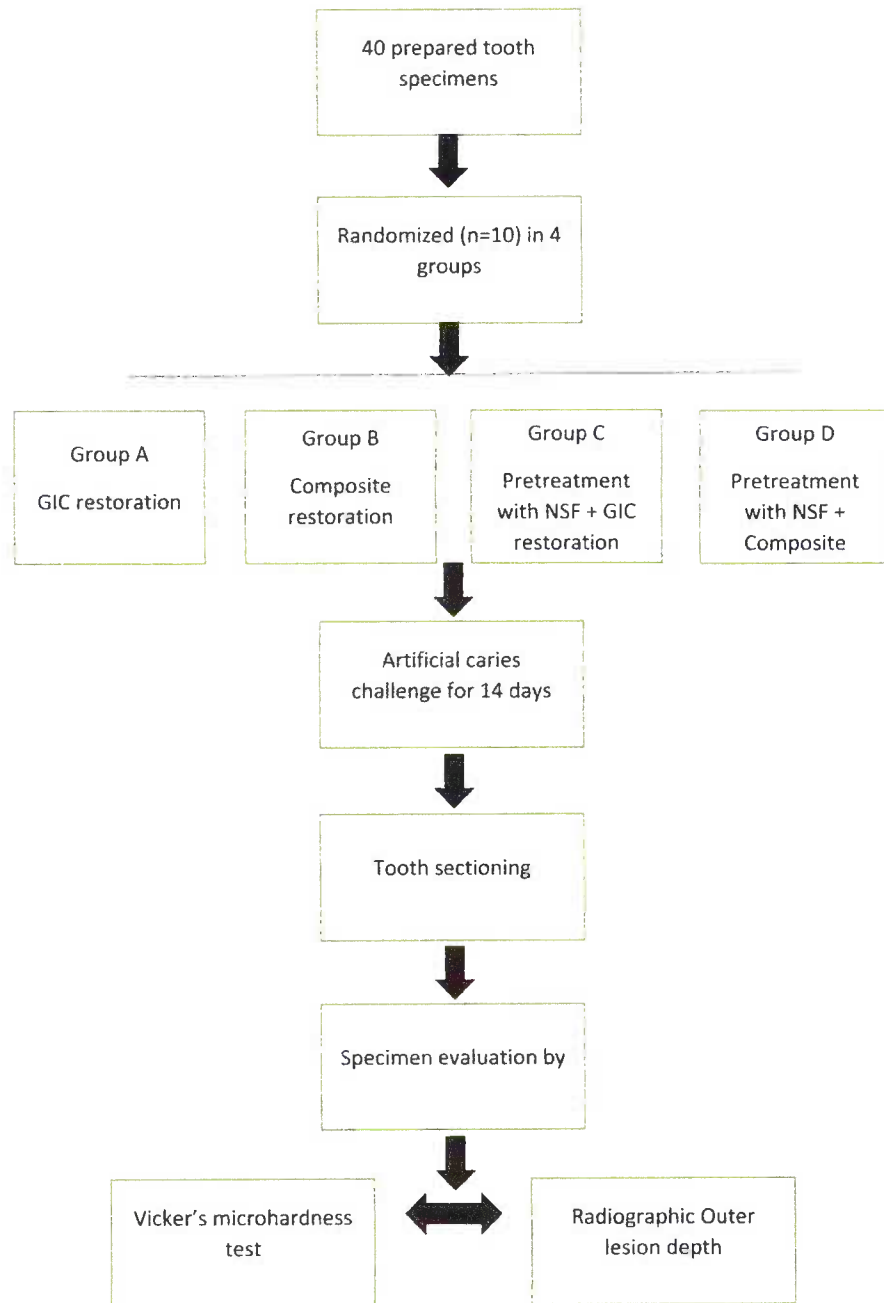 40 prepared tooth
specimens
Randomized (n=10) in 4
groups
Group A
GIC restoration
Group B
Composite
restoration
Group C
Pretreatment
with NSF + GIC
restoration
Group D
Pretreatment
with NSF +
Composite
Artificial caries
challenge for 14 days
Tooth sectioning
Specimen evaluation by
Vicker's microhardness
test
Radiographic Outer
lesion depth